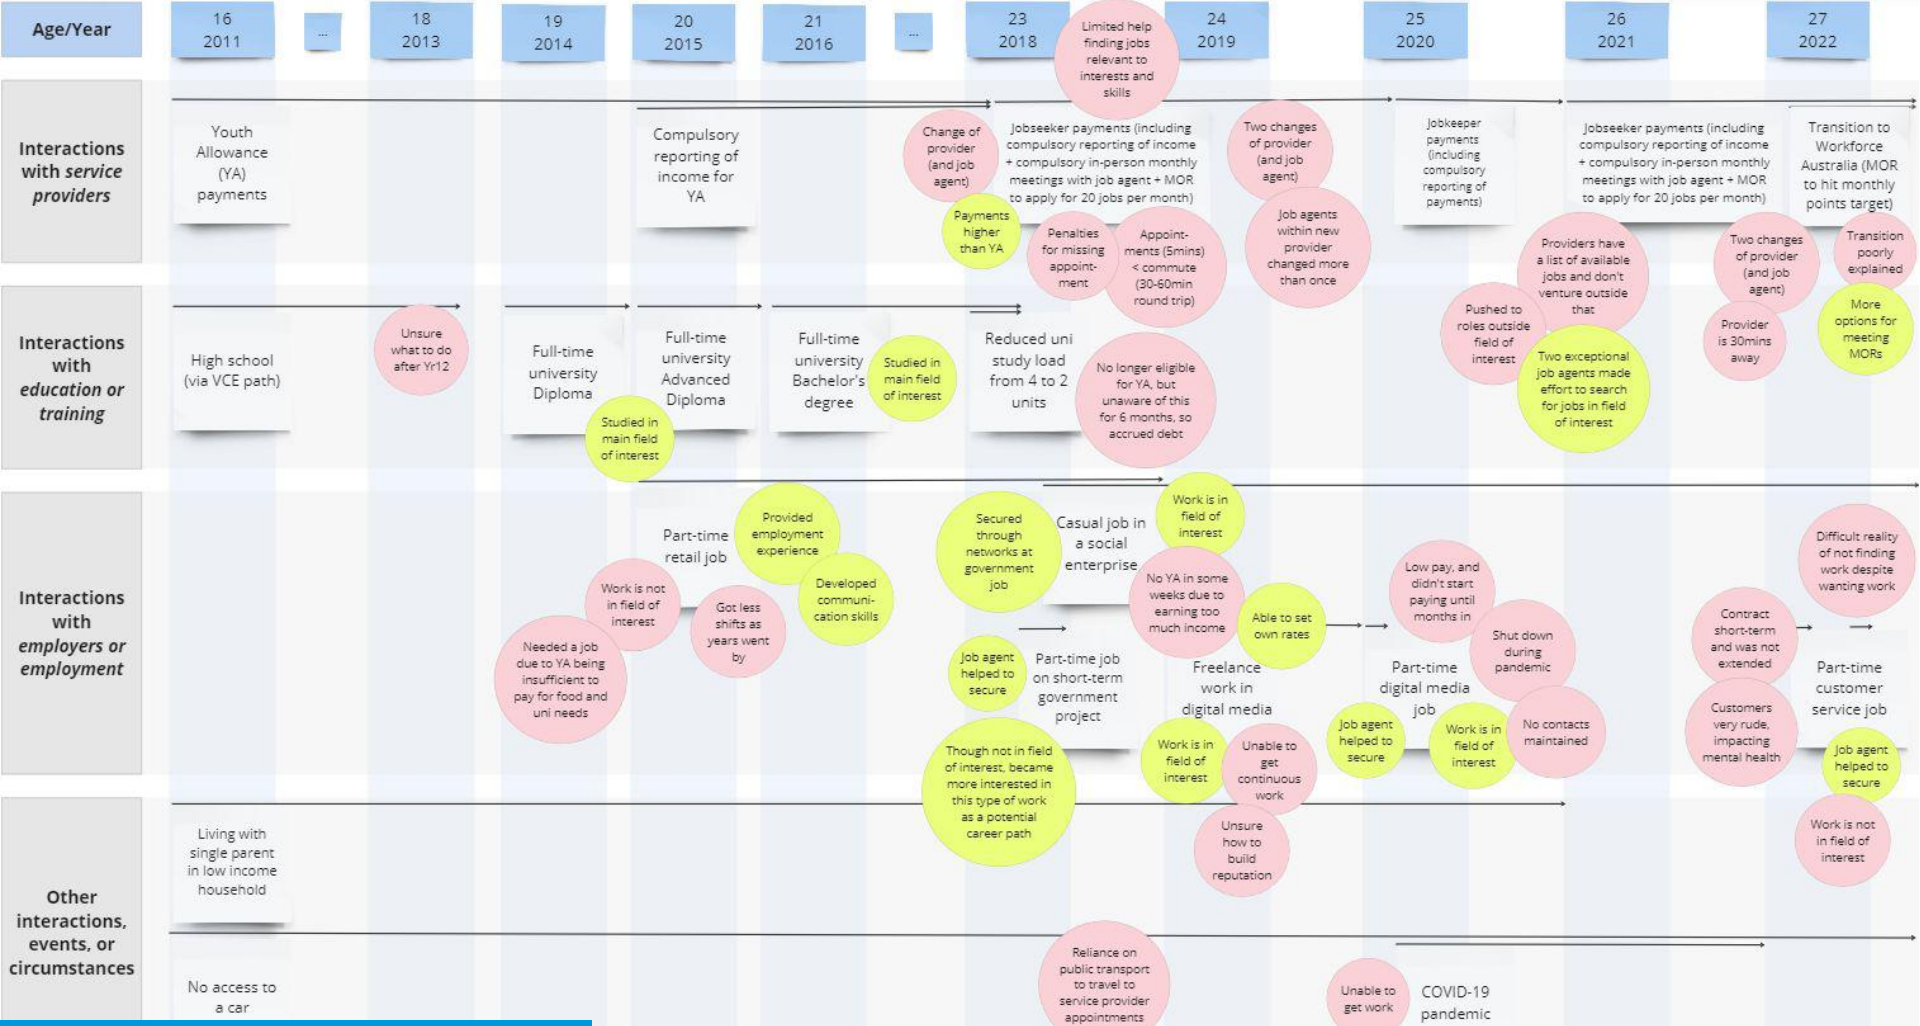 Age/Year
16
2011
...
18
2013
19
2014
20
2015
21
2016
...
23
2018
24
2019
25
2020
26
2021
27
2022
Interactions
with service
providers
Youth
Allowance
(YA)
payments
Compulsory
reporting of
income for
YA
Change of
provider
(and job
agent)
Payments
higher
than YA
Limited help
finding jobs
relevant to
interests and
skills
Jobseeker payments (including
compulsory reporting of income
+ compulsory in-person monthly
meetings with job agent + MOR
to apply for 20 jobs per month)
Penalties
for missing
appoint-
ment
Appoint-
ments (5mins)
< commute
(30-60min
round trip)
Two changes
of provider
(and job
agent)
Job agents
within new
provider
changed more
than once
Jobkeeper
payments
(including
compulsory
reporting of
payments)
Jobseeker payments (including
compulsory reporting of income
+ compulsory in-person monthly
meetings with job agent + MOR
to apply for 20 jobs per month)
Providers have
a list of available
jobs and don't
venture outside
that
Pushed to
roles outside
field of
interest
Two exceptional
job agents made
effort to search
for jobs in field
of interest
Two changes
of provider
(and job
agent)
Provider
is 30mins
away
Transition to
Workforce
Australia (MOR
to hit monthly
points target)
Transition
poorly
explained
More
options for
meeting
MORs
Interactions
with
education or
training
High school
(via VCE path)
Unsure
what to do
after Yr12
Full-time
university
Diploma
Studied in
main field
of interest
Full-time
university
Advanced
Diploma
Full-time
university
Bachelor's
degree
Studied in
main field
of interest
Reduced uni
study load
from 4 to 2
units
No longer eligible
for YA, but
unaware of this
for 6 months, so
accrued debt
Interactions
with
employers or
employment
Needed a job
due to YA being
insufficient to
pay for food and
uni needs
Work is not
in field of
interest
Part-time
retail job
Got less
shifts as
years went
by
Provided
employment
experience
Developed
communi-
cation skills
Secured
through
networks at
government
job
Casual job in
a social
enterprise
Work is in
field of
interest
No YA in some
weeks due to
earning too
much income
Job agent
helped to
secure
Part-time job
on short-term
government
project
Though not in field
of interest, became
more interested in
this type of work
as a potential
career path
Able to set
own rates
Freelance
work in
digital media
Work is in
field of
interest
Unable to
get
continuous
work
Unsure
how to
build
reputation
Low pay, and
didn't start
paying until
months in
Shut down
during
pandemic
Part-time
digital media
job
Job agent
helped to
secure
Work is in
field of
interest
No contacts
maintained
Difficult reality
of not finding
work despite
wanting work
Contract
short-term
and was not
extended
Customers
very rude,
impacting
mental health
Part-time
customer
service job
Job agent
helped to
secure
Work is not
in field of
interest
Other
interactions,
events, or
circumstances
Living with
single parent
in low income
household
No access to
a car
Reliance on
public transport
to travel to
service provider
appointments
Unable to
get work
COVID-19
pandemic